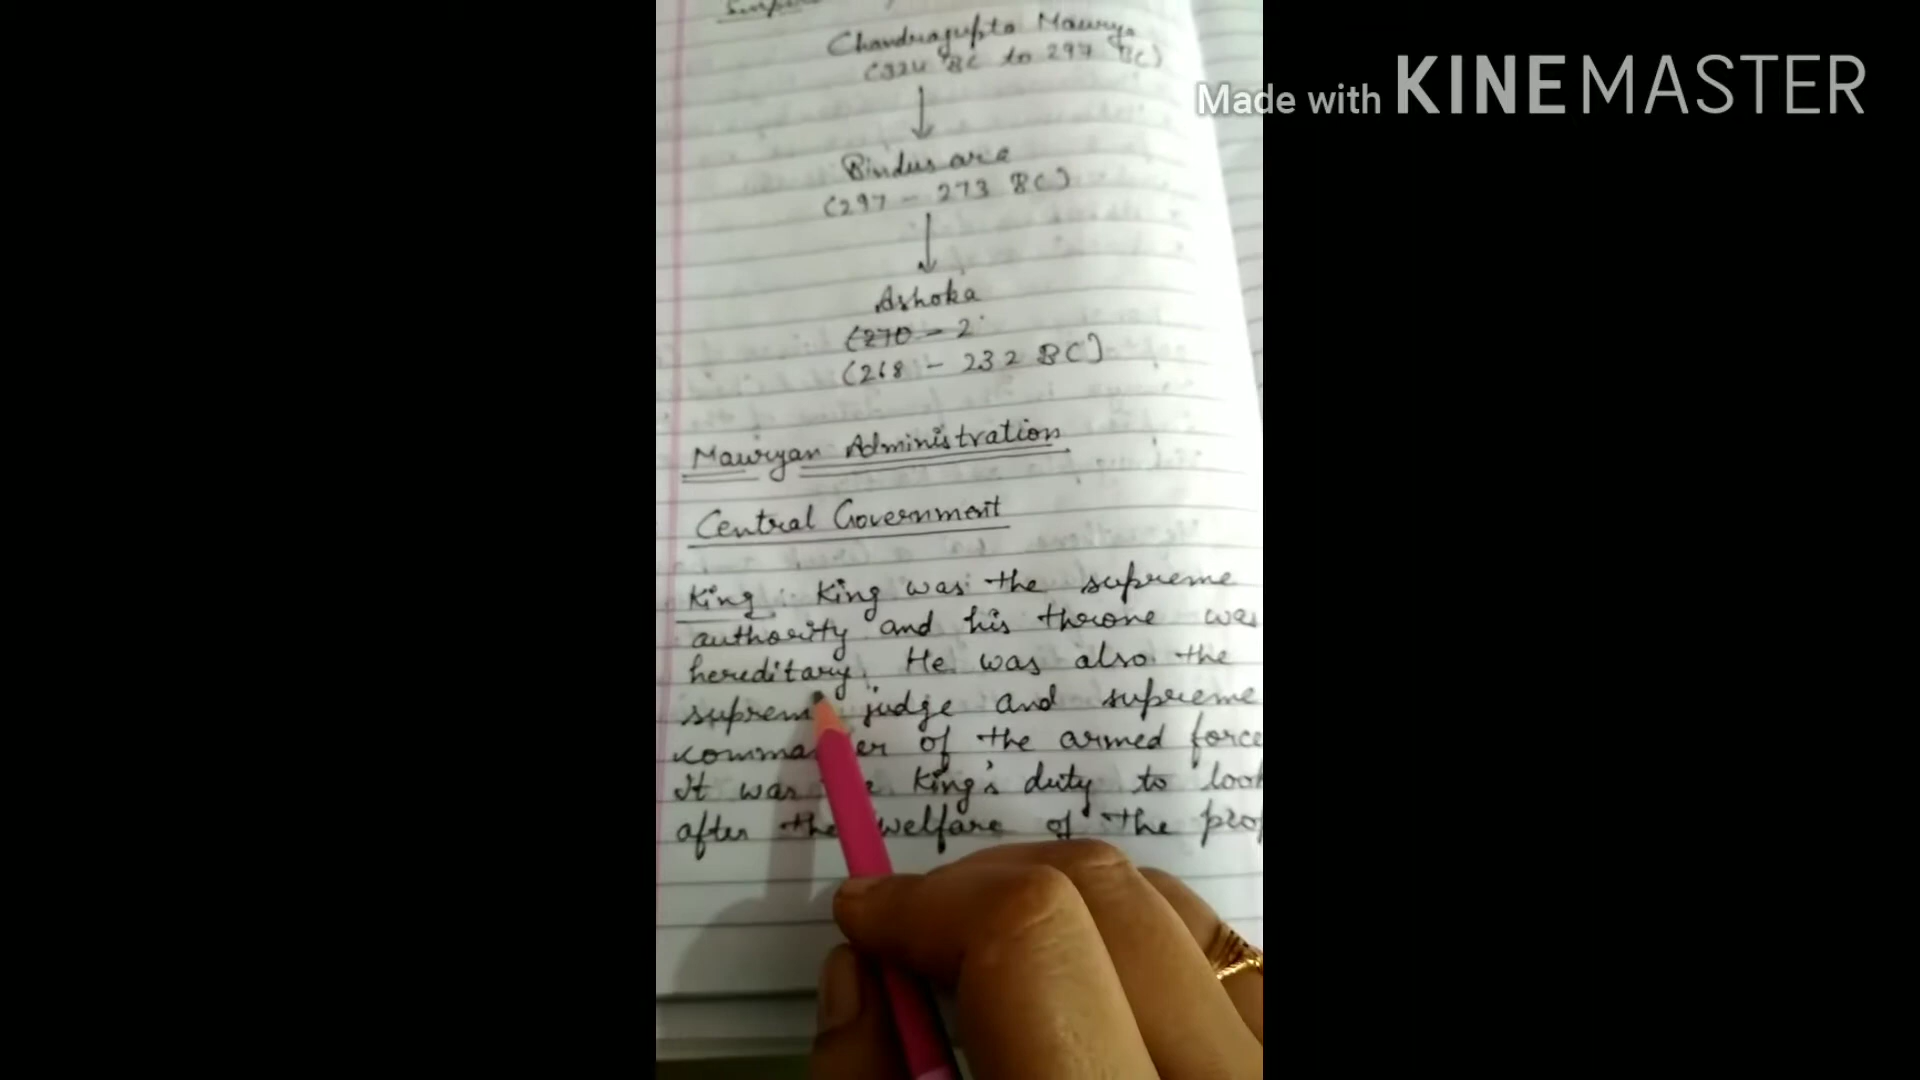 Chandragupta Maurya
(324 BC to 297 BC)
Bindusara
(297 - 273 BC)
Ashoka
(270 - 2
(268 - 232 BC)
Mauryan Administration
Central Government
King : King was the supreme
authority and his throne was
hereditary. He was also the
suprem judge and supreme
comma er of the armed force
It was King's duty to look
after the welfare of the
Made with KINEMASTER